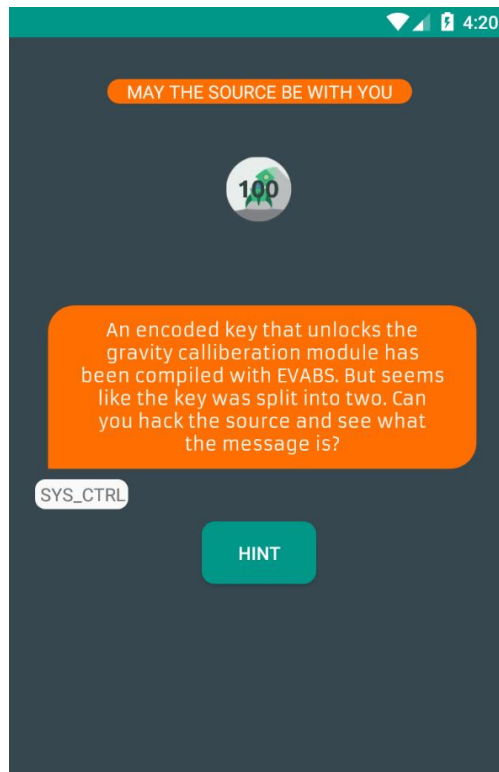 4:20
MAY THE SOURCE BE WITH YOU
100
An encoded key that unlocks the
gravity calliberation module has
been compiled with EVABS. But seems
like the key was split into two. Can
you hack the source and see what
the message is?
SYS_CTRL
HINT